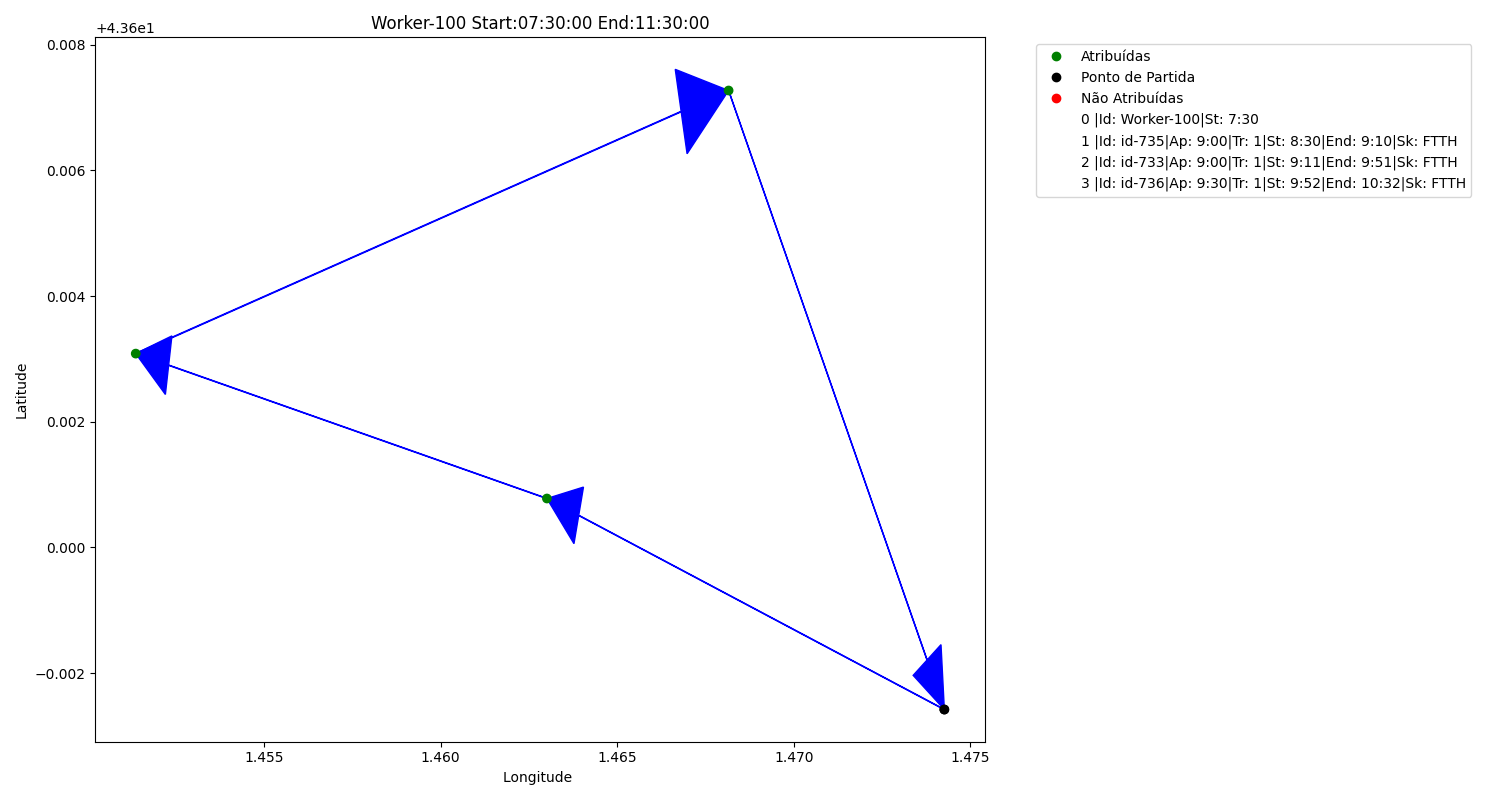 Worker-100 Start:07:30:00 End:11:30:00
+4.36e1
0.008
0.006
0.004
0.002
0.000
−0.002
Latitude
1.455 1.460 1.465 1.470 1.475
Longitude
Atribuídas
Ponto de Partida
Não Atribuídas
0 |Id: Worker-100|St: 7:30
1 |Id: id-735|Ap: 9:00|Tr: 1|St: 8:30|End: 9:10|Sk: FTTH
2 |Id: id-733|Ap: 9:00|Tr: 1|St: 9:11|End: 9:51|Sk: FTTH
3 |Id: id-736|Ap: 9:30|Tr: 1|St: 9:52|End: 10:32|Sk: FTTH